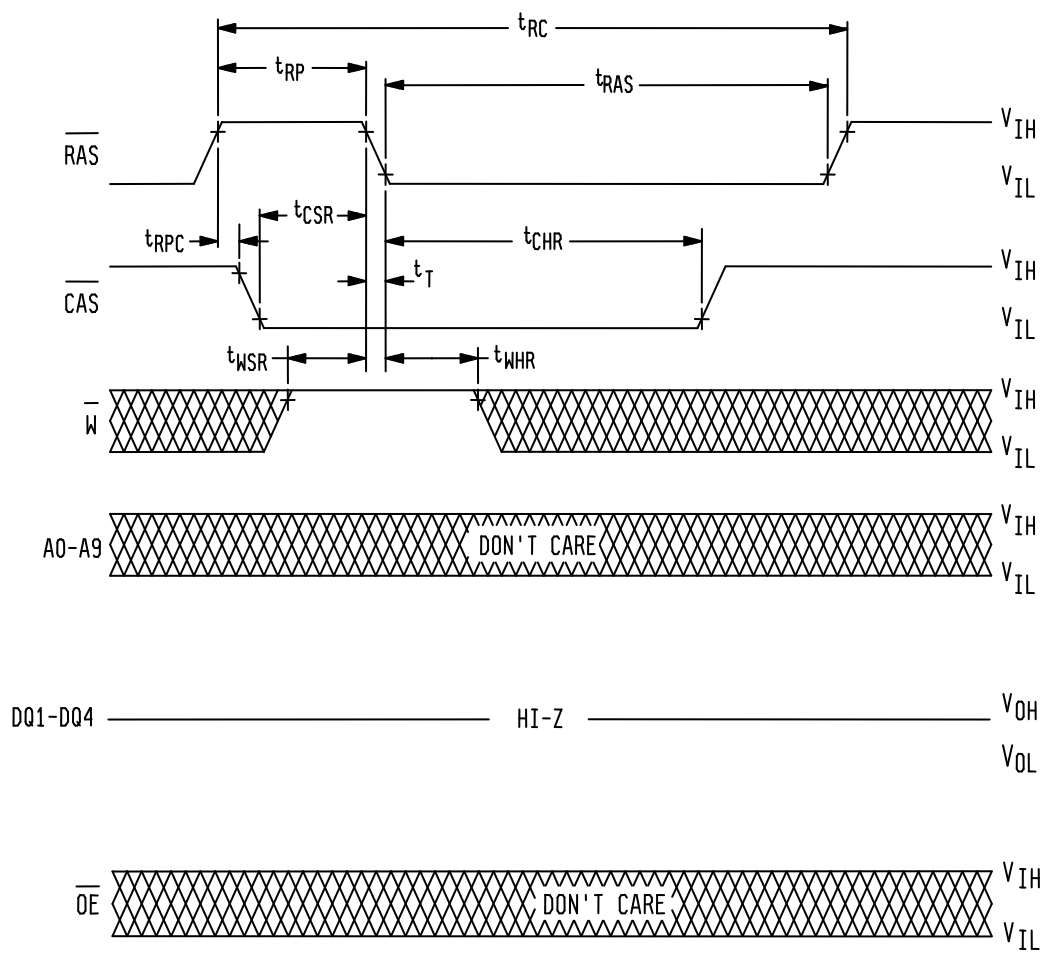 tRC
tRP
tRAS
RAS
VIH
VIL
tCSR
tRPC
tCHR
CAS
tT
VIH
VIL
tWSR
tWHR
W
VIH
VIL
A0-A9
DON'T CARE
VIH
VIL
DQ1-DQ4
HI-Z
VOH
VOL
OE
DON'T CARE
VIH
VIL